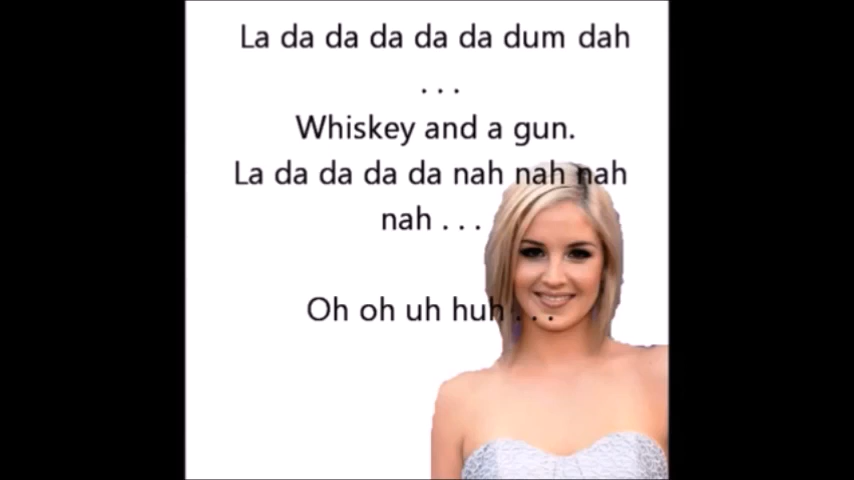 La da da da da da dum dah
. . .
Whiskey and a gun.
La da da da da nah nah nah
nah . . .
Oh oh uh huh . . .